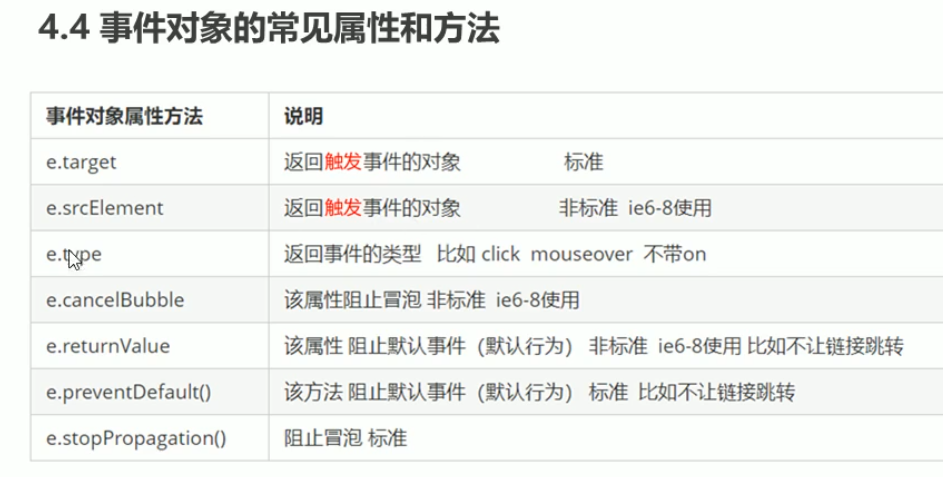 4.4 事件对象的常见属性和方法
事件对象属性方法 说明
e.target 返回触发事件的对象 标准
e.srcElement 返回触发事件的对象 非标准 ie6-8使用
e.type 返回事件的类型 比如 click mouseover 不带on
e.cancelBubble 该属性阻止冒泡 非标准 ie6-8使用
e.returnValue 该属性 阻止默认事件（默认行为） 非标准 ie6-8使用 比如不让链接跳转
e.preventDefault() 该方法 阻止默认事件（默认行为） 标准 比如不让链接跳转
e.stopPropagation() 阻止冒泡 标准